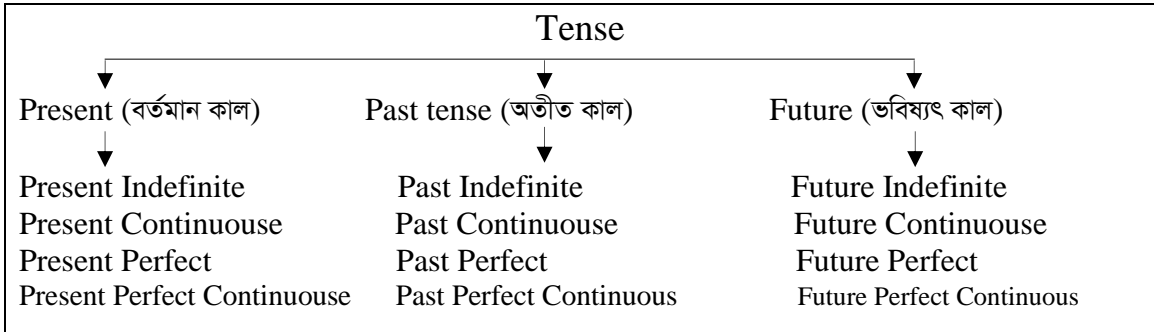 Tense
Present (বর্তমান কাল) Past tense (অতীত কাল) Future (ভবিষ্যৎ কাল)
Present Indefinite Past Indefinite Future Indefinite
Present Continuouse Past Continuouse Future Continuouse
Present Perfect Past Perfect Future Perfect
Present Perfect Continuouse Past Perfect Continuous Future Perfect Continuous